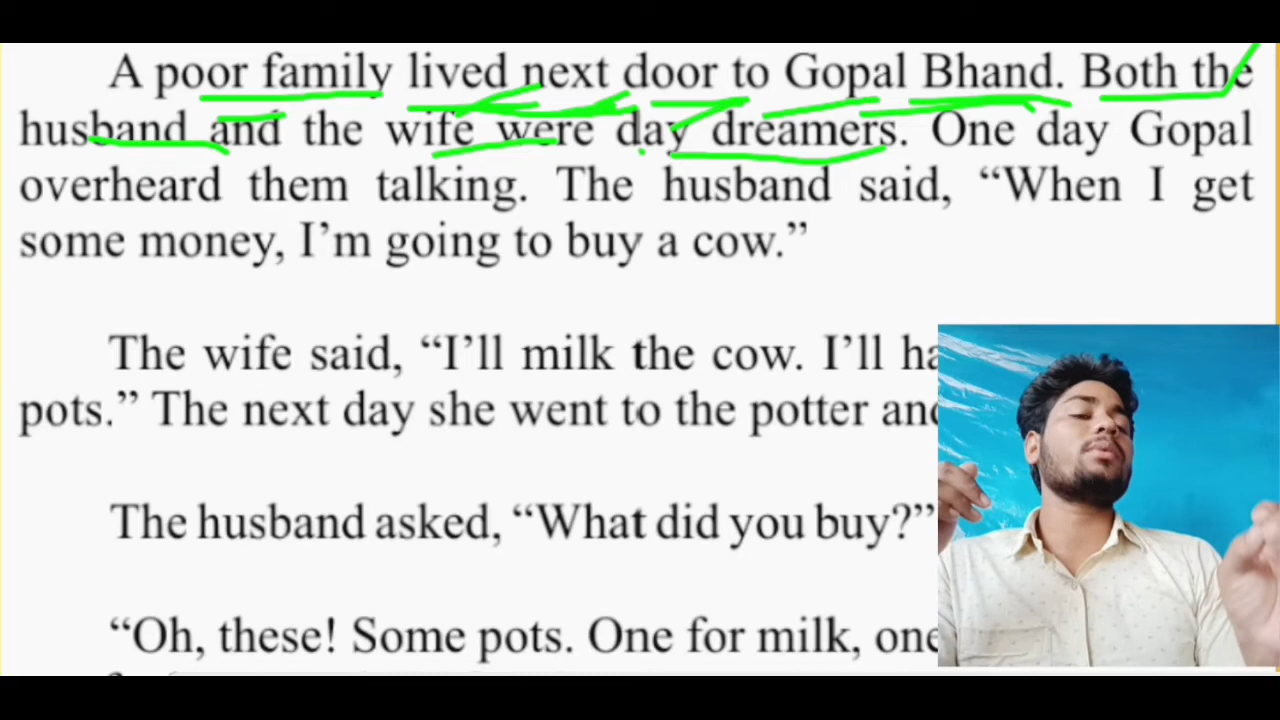 A poor family lived next door to Gopal Bhand. Both the
husband and the wife were day dreamers. One day Gopal
overheard them talking. The husband said, “When I get
some money, I’m going to buy a cow.”
The wife said, “I’ll milk the cow. I’ll ha
pots.” The next day she went to the potter and
The husband asked, “What did you buy?”
“Oh, these! Some pots. One for milk, one